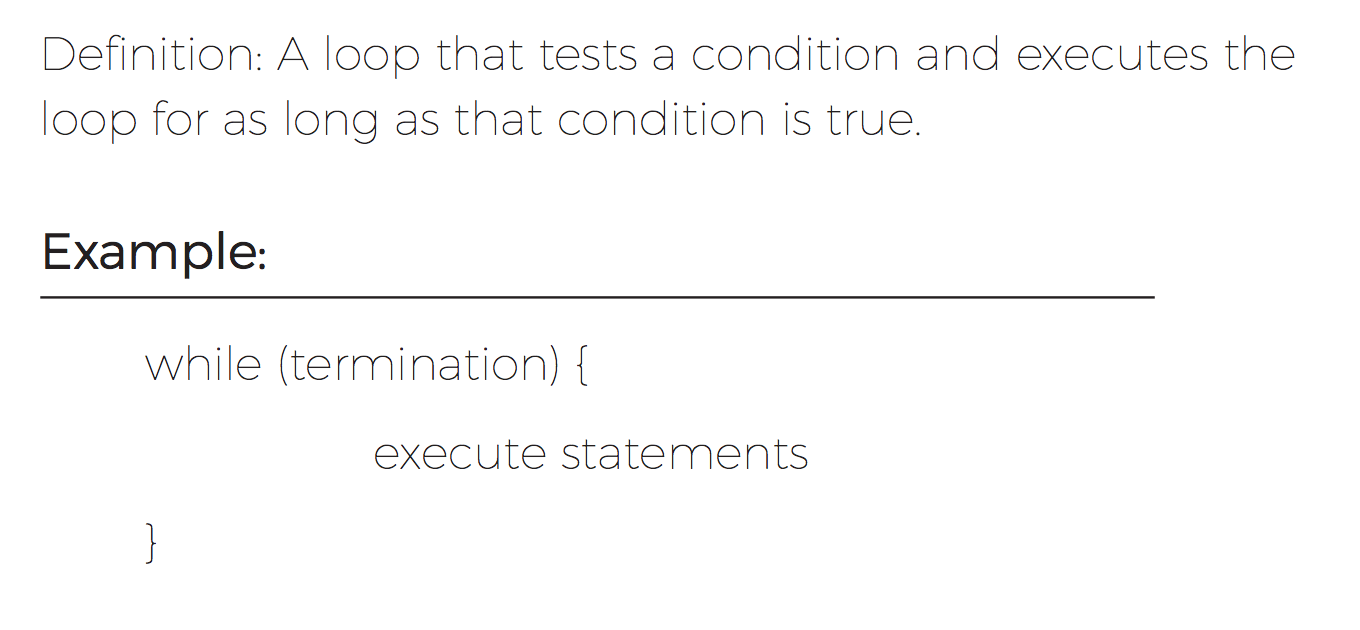 Definition: A loop that tests a condition and executes the
loop for as long as that condition is true.
Example:
while (termination) {
execute statements
}